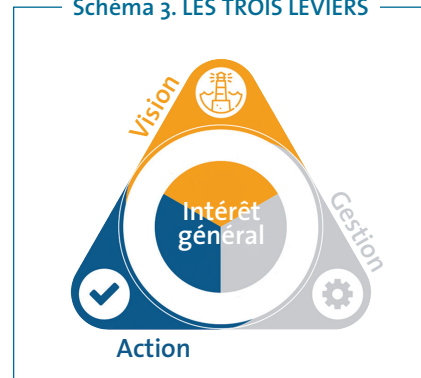 Schéma 3. LES TROIS LEVIERS
Vision
Intérêt
général
Gestion
Action